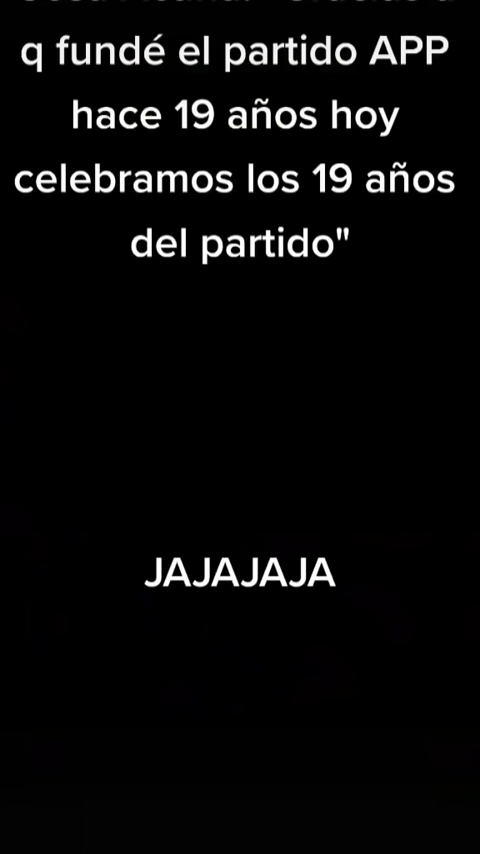 q fundé el partido APP
hace 19 años hoy
celebramos los 19 años
del partido"
JAJAJAJA